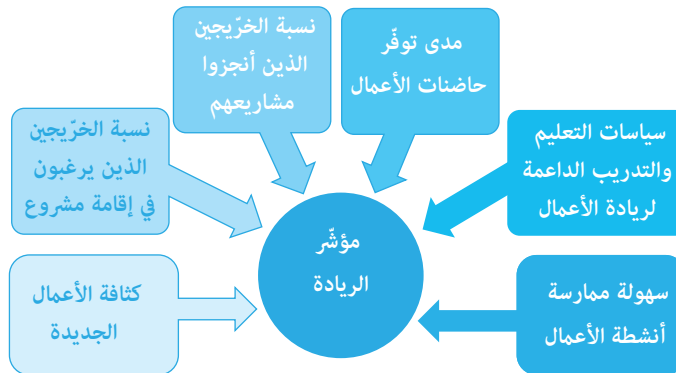 مدى توفّر
حاضنات الأعمال
نسبة الخرّيجين
الذين أنجزوا
مشاريعهم
سياسات التعليم
والتدريب الداعمة
لريادة الأعمال
نسبة الخرّيجين
الذين يرغبون
في إقامة مشروع
مؤشّر
الريادة
سهولة ممارسة
أنشطة الأعمال
كثافة الأعمال
الجديدة